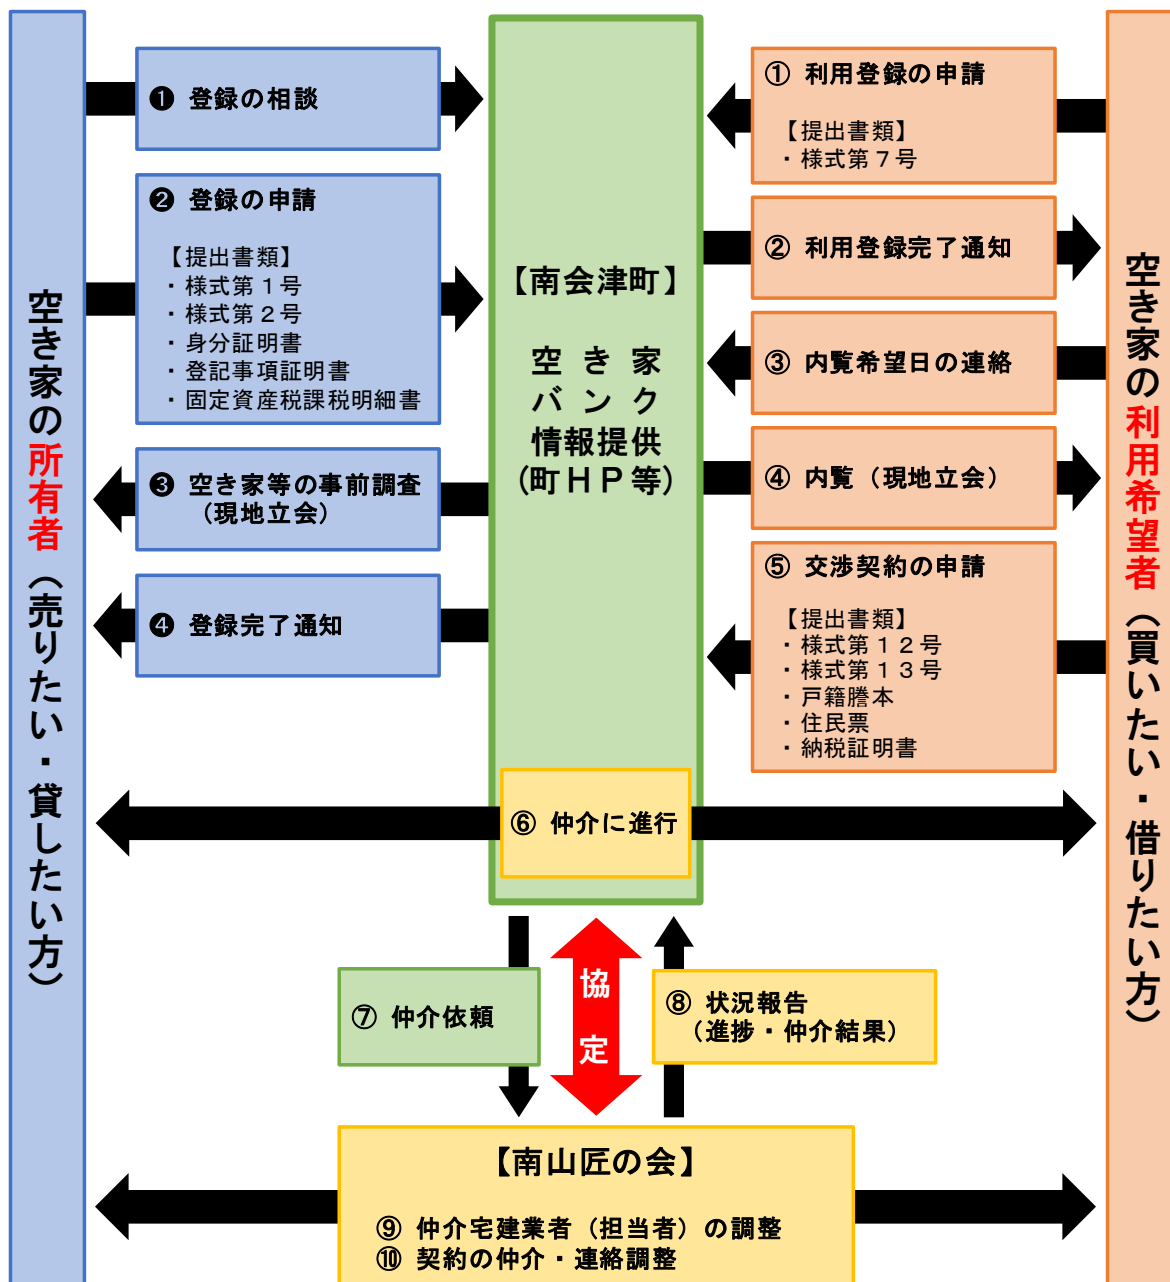 空き家の所有者（売りたい・貸したい方）
❶ 登録の相談
❷ 登録の申請
【提出書類】
・様式第１号
・様式第２号
・身分証明書
・登記事項証明書
・固定資産税課税明細書
❸ 空き家等の事前調査
（現地立会）
❹ 登録完了通知
【南会津町】
空き家
バンク
情報提供
（町ＨＰ等）
① 利用登録の申請
【提出書類】
・様式第７号
② 利用登録完了通知
③ 内覧希望日の連絡
④ 内覧（現地立会）
⑤ 交渉契約の申請
【提出書類】
・様式第１２号
・様式第１３号
・戸籍謄本
・住民票
・納税証明書
空き家の利用希望者（買いたい・借りたい方）
⑥ 仲介に進行
⑦ 仲介依頼
協定
⑧ 状況報告
（進捗・仲介結果）
【南山匠の会】
⑨ 仲介宅建業者（担当者）の調整
⑩ 契約の仲介・連絡調整